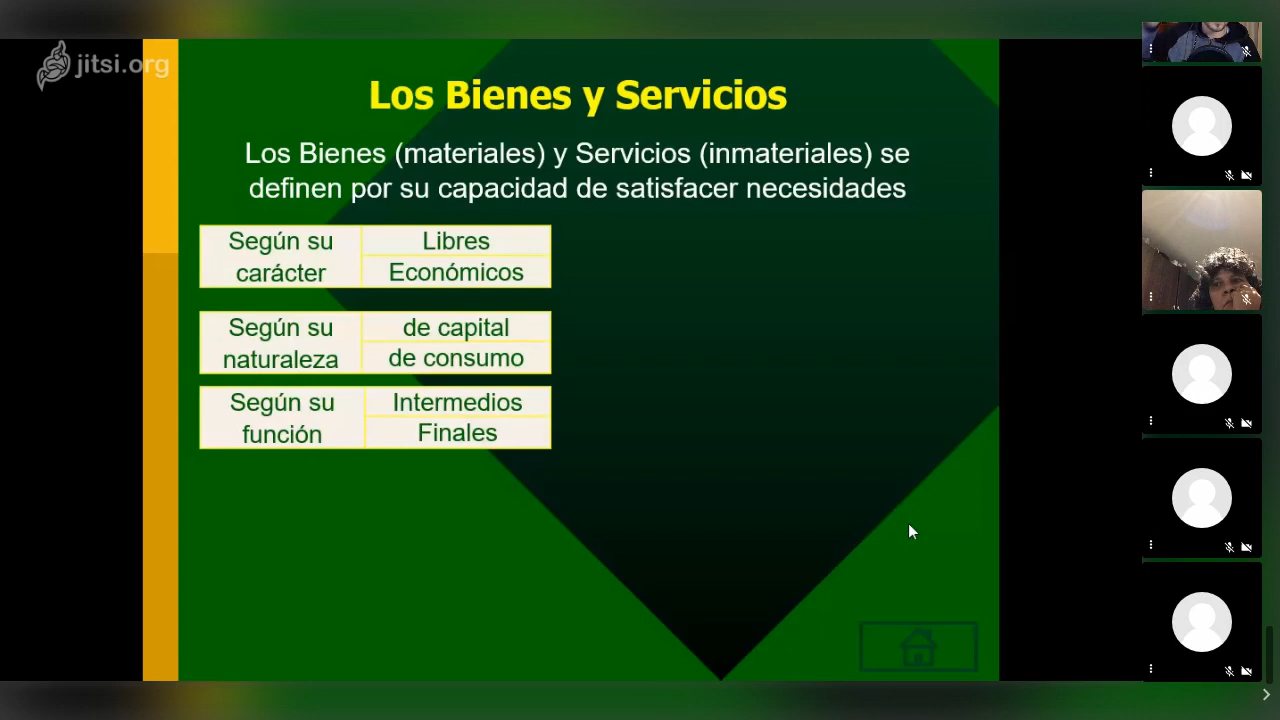 jitsi.org
Los Bienes y Servicios
Los Bienes (materiales) y Servicios (inmateriales) se
definen por su capacidad de satisfacer necesidades
Según su
carácter
Libres
Económicos
Según su
naturaleza
de capital
de consumo
Según su
función
Intermedios
Finales